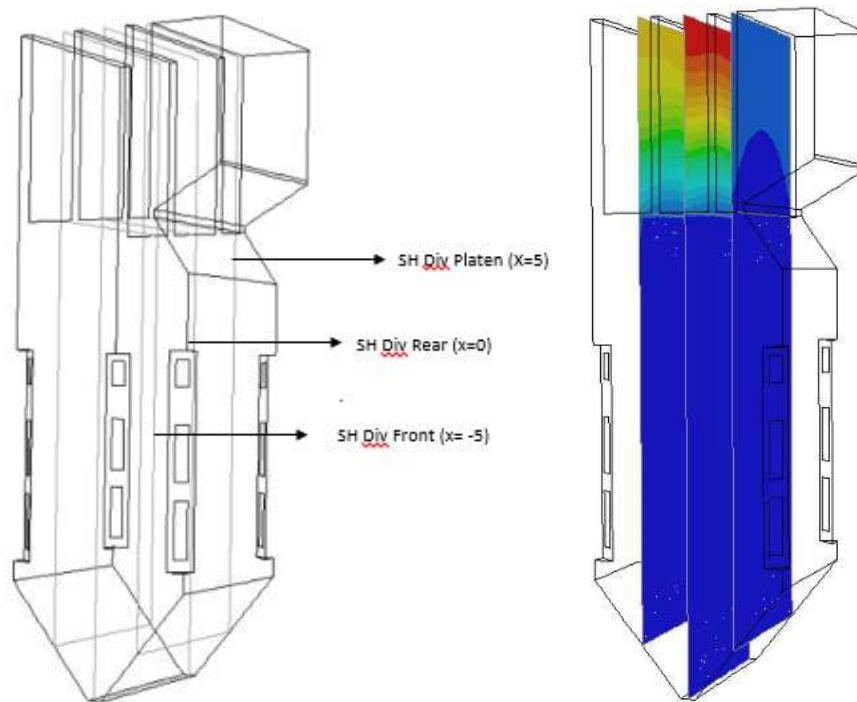 SH Div Platen (X=5)
SH Div Rear (x=0)
SH Div Front (x= -5)